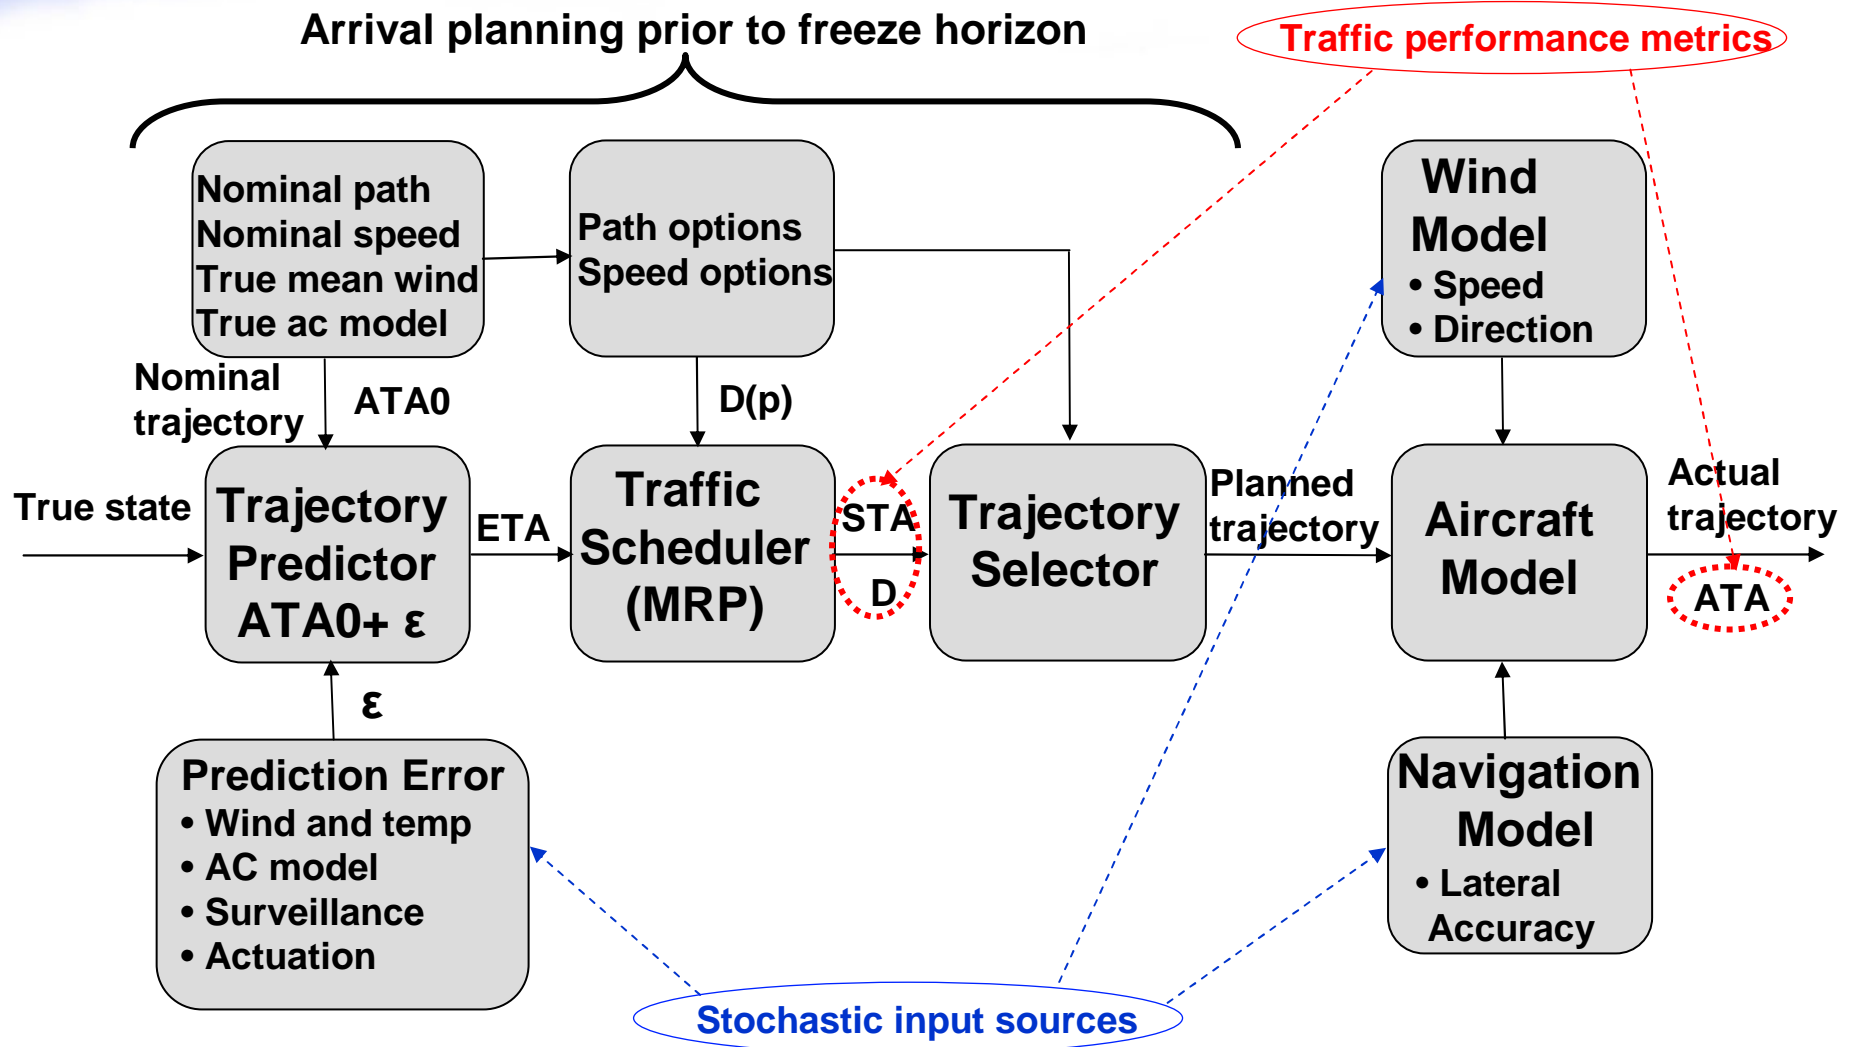 Arrival planning prior to freeze horizon
Traffic performance metrics
Nominal path
Nominal speed
True mean wind
True ac model
Path options
Speed options
Wind
Model
• Speed
• Direction
Nominal
trajectory
ATA0
D(p)
True state
Trajectory
Predictor
ATA0+ ε
ETA
Traffic
Scheduler
(MRP)
STA
D
Trajectory
Selector
Planned
trajectory
Aircraft
Model
Actual
trajectory
ATA
ε
Prediction Error
• Wind and temp
• AC model
• Surveillance
• Actuation
Navigation
Model
• Lateral
Accuracy
Stochastic input sources